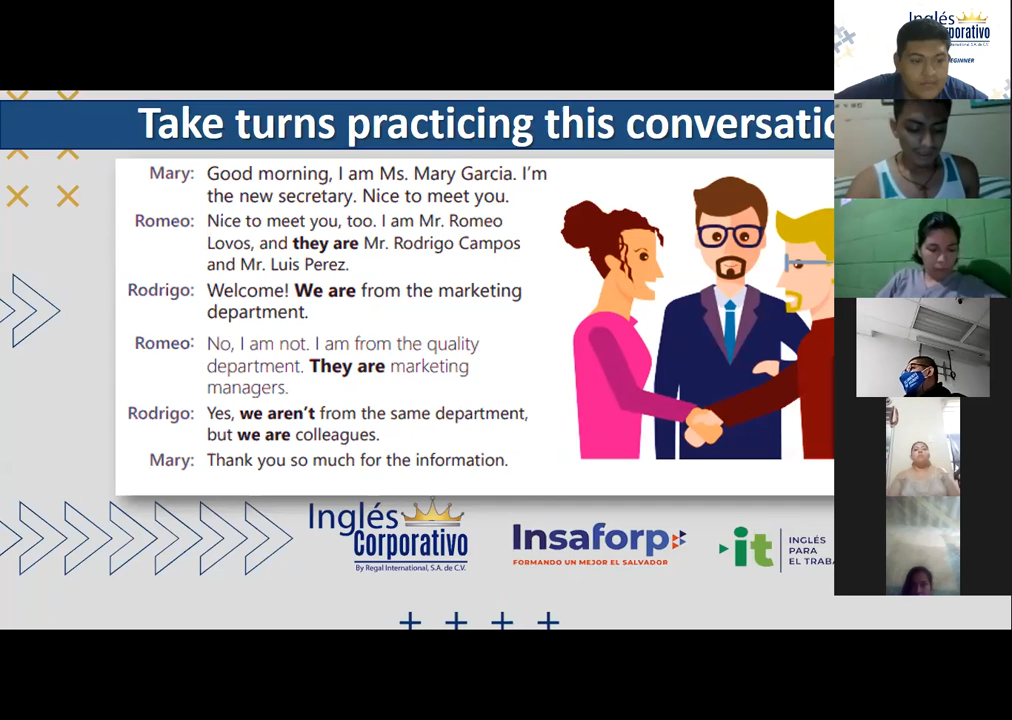 Take turns practicing this conversatio
Mary: Good morning, I am Ms. Mary Garcia. I'm
the new secretary. Nice to meet you.
Romeo: Nice to meet you, too. I am Mr. Romeo
Lovos, and they are Mr. Rodrigo Campos
and Mr. Luis Perez.
Rodrigo: Welcome! We are from the marketing
department.
Romeo: No, I am not. I am from the quality
department. They are marketing
managers.
Rodrigo: Yes, we aren't from the same department,
but we are colleagues.
Mary: Thank you so much for the information.
Inglés
Corporativo
By Regal International, S.A. de C.V.
Insaforp
FORMANDO UN MEJOR EL SALVADOR
it
INGLÉS
PARA
EL TRABA
Inglés
porativo
EGINNER